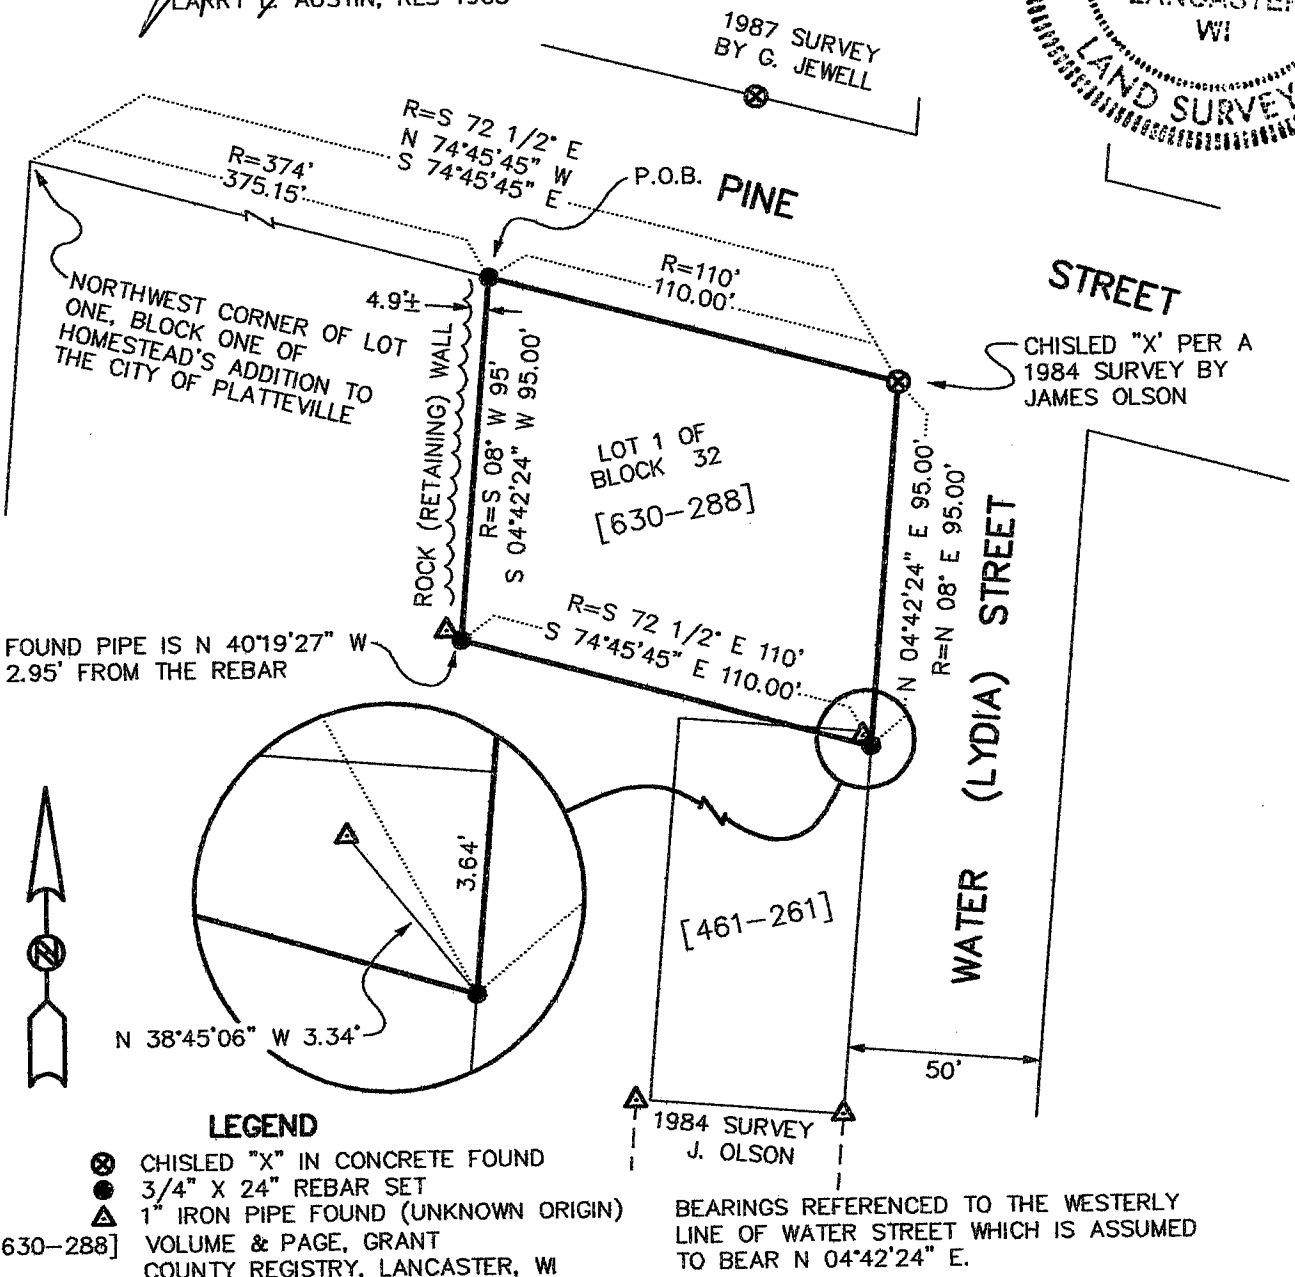 LARRY D. AUSTIN, RLS
LANCASTER
WI
LAND SURVEY
1987 SURVEY
BY G. JEWELL
R=S 72 1/2° E
N 74°45'45" W
S 74°45'45" E
R=374'
375.15'
P.O.B.
PINE
STREET
R=110'
110.00'
4.9'±
NORTHWEST CORNER OF LOT
ONE, BLOCK ONE OF
HOMESTEAD'S ADDITION TO
THE CITY OF PLATTEVILLE
CHISLED "X" PER A
1984 SURVEY BY
JAMES OLSON
ROCK (RETAINING) WALL
R=S 08° W 95'
S 04°42'24" W 95.00'
LOT 1 OF
BLOCK 32
[630-288]
N 04°42'24" E 95.00'
R=N 08° E 95.00'
WATER (LYDIA) STREET
R=S 72 1/2° E 110'
S 74°45'45" E 110.00'
FOUND PIPE IS N 40°19'27" W
2.95' FROM THE REBAR
3.64'
N 38°45'06" W 3.34'
[461-261]
50'
N
1984 SURVEY
J. OLSON
LEGEND
CHISLED "X" IN CONCRETE FOUND
3/4" X 24" REBAR SET
1" IRON PIPE FOUND (UNKNOWN ORIGIN)
630-288] VOLUME & PAGE, GRANT
COUNTY REGISTRY, LANCASTER, WI
BEARINGS REFERENCED TO THE WESTERLY
LINE OF WATER STREET WHICH IS ASSUMED
TO BEAR N 04°42'24" E.